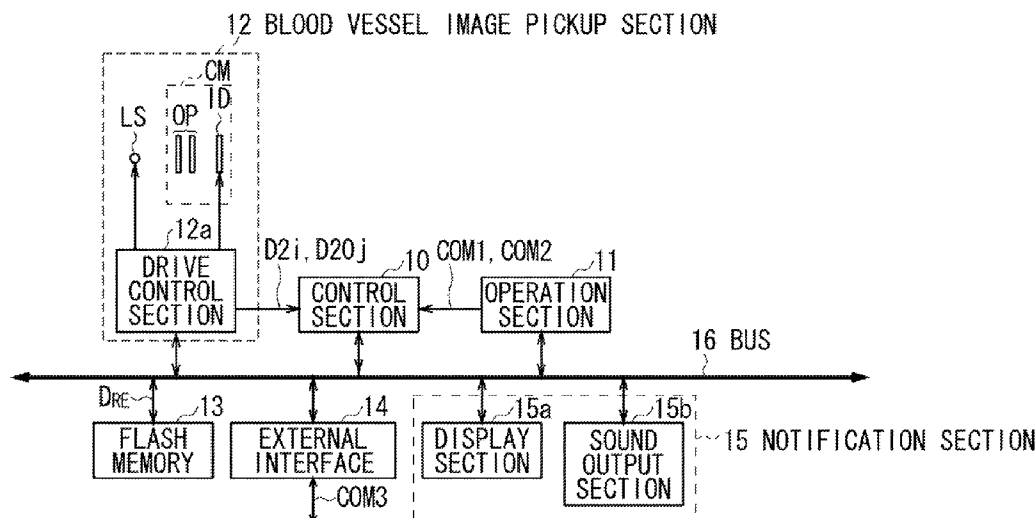 12 BLOOD VESSEL IMAGE PICKUP SECTION
CM
ID
OP
LS
12a
DRIVE
CONTROL
SECTION
D2i, D20j
10
CONTROL
SECTION
COM1, COM2
11
OPERATION
SECTION
16 BUS
DRE
13
FLASH
MEMORY
14
EXTERNAL
INTERFACE
COM3
15a
DISPLAY
SECTION
15b
SOUND
OUTPUT
SECTION
15 NOTIFICATION SECTION